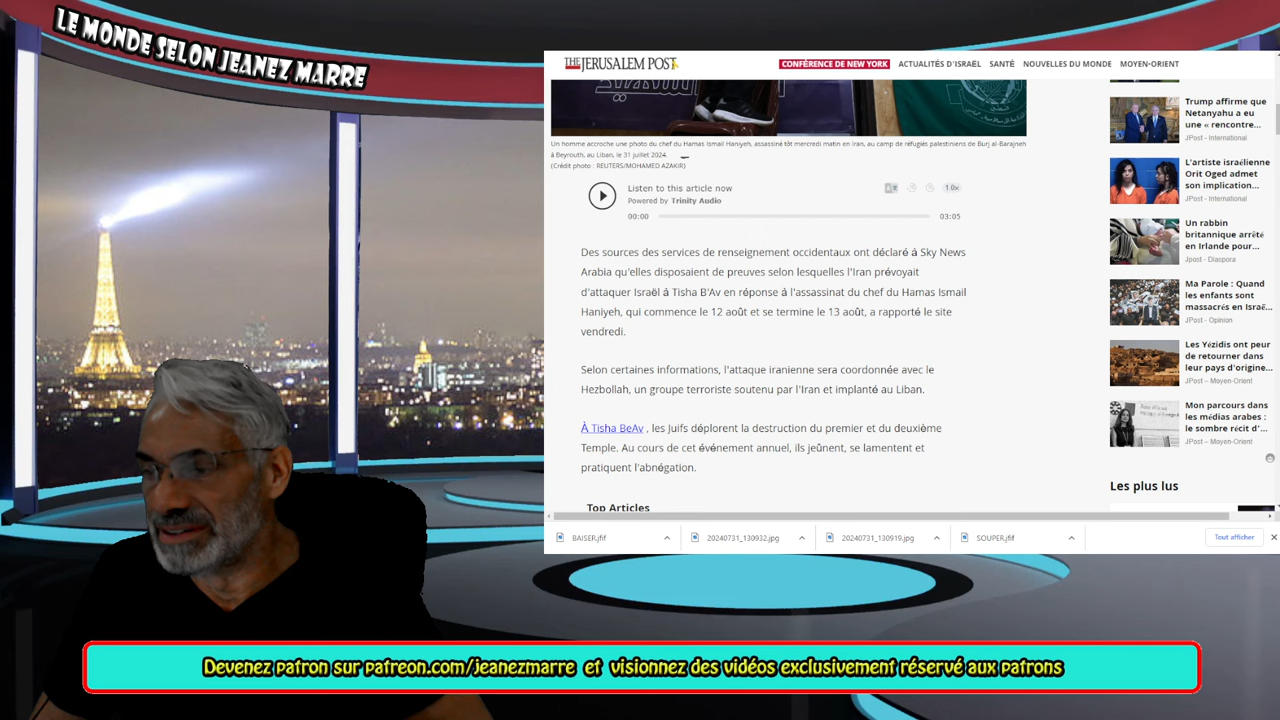 LE MONDE SELON JEANEZ MARRE
THE JERUSALEM POST
CONFÉRENCE DE NEW YORK
ACTUALITÉS D'ISRAËL
SANTÉ
NOUVELLES DU MONDE
MOYEN-ORIENT
Un homme accroche une photo du chef du Hamas Ismail Haniyeh, assassiné tôt mercredi matin en Iran, au camp de réfugiés palestiniens de Burj al-Barajneh
à Beyrouth, au Liban, le 31 juillet 2024.
(Crédit photo : REUTERS/MOHAMED AZAKIR)
Listen to this article now
Powered by Trinity Audio
1.0x
00:00
03:05
Des sources des services de renseignement occidentaux ont déclaré à Sky News
Arabia qu'elles disposaient de preuves selon lesquelles l'Iran prévoyait
d'attaquer Israël à Tisha B'Av en réponse à l'assassinat du chef du Hamas Ismail
Haniyeh, qui commence le 12 août et se termine le 13 août, a rapporté le site
vendredi.
Selon certaines informations, l'attaque iranienne sera coordonnée avec le
Hezbollah, un groupe terroriste soutenu par l'Iran et implanté au Liban.
À Tisha BeAv , les Juifs déplorent la destruction du premier et du deuxième
Temple. Au cours de cet événement annuel, ils jeûnent, se lamentent et
pratiquent l'abnégation.
Top Articles
Trump affirme que
Netanyahu a eu
une « rencontre...
JPost - International
L'artiste israélienne
Orit Oged admet
son implication...
JPost - International
Un rabbin
britannique arrêté
en Irlande pour...
Jpost - Diaspora
Ma Parole : Quand
les enfants sont
massacrés en Israë...
JPost - Opinion
Les Yézidis ont peur
de retourner dans
leur pays d'origine...
JPost – Moyen-Orient
Mon parcours dans
les médias arabes :
le sombre récit d'...
JPost – Moyen-Orient
Les plus lus
BAISER.jfif
20240731_130932.jpg
20240731_130919.jpg
SOUPER.jfif
Tout afficher
Devenez patron sur patreon.com/jeanezmarre et visionnez des vidéos exclusivement réservé aux patrons